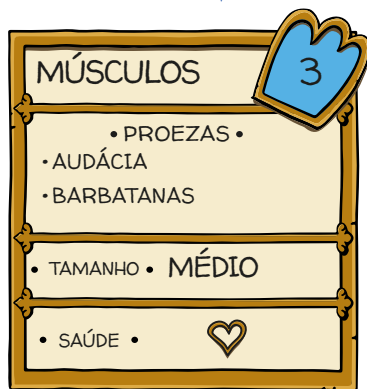 MÚSCULOS 3
• PROEZAS •
• AUDÁCIA
• BARBATANAS
• TAMANHO • MÉDIO
• SAÚDE •